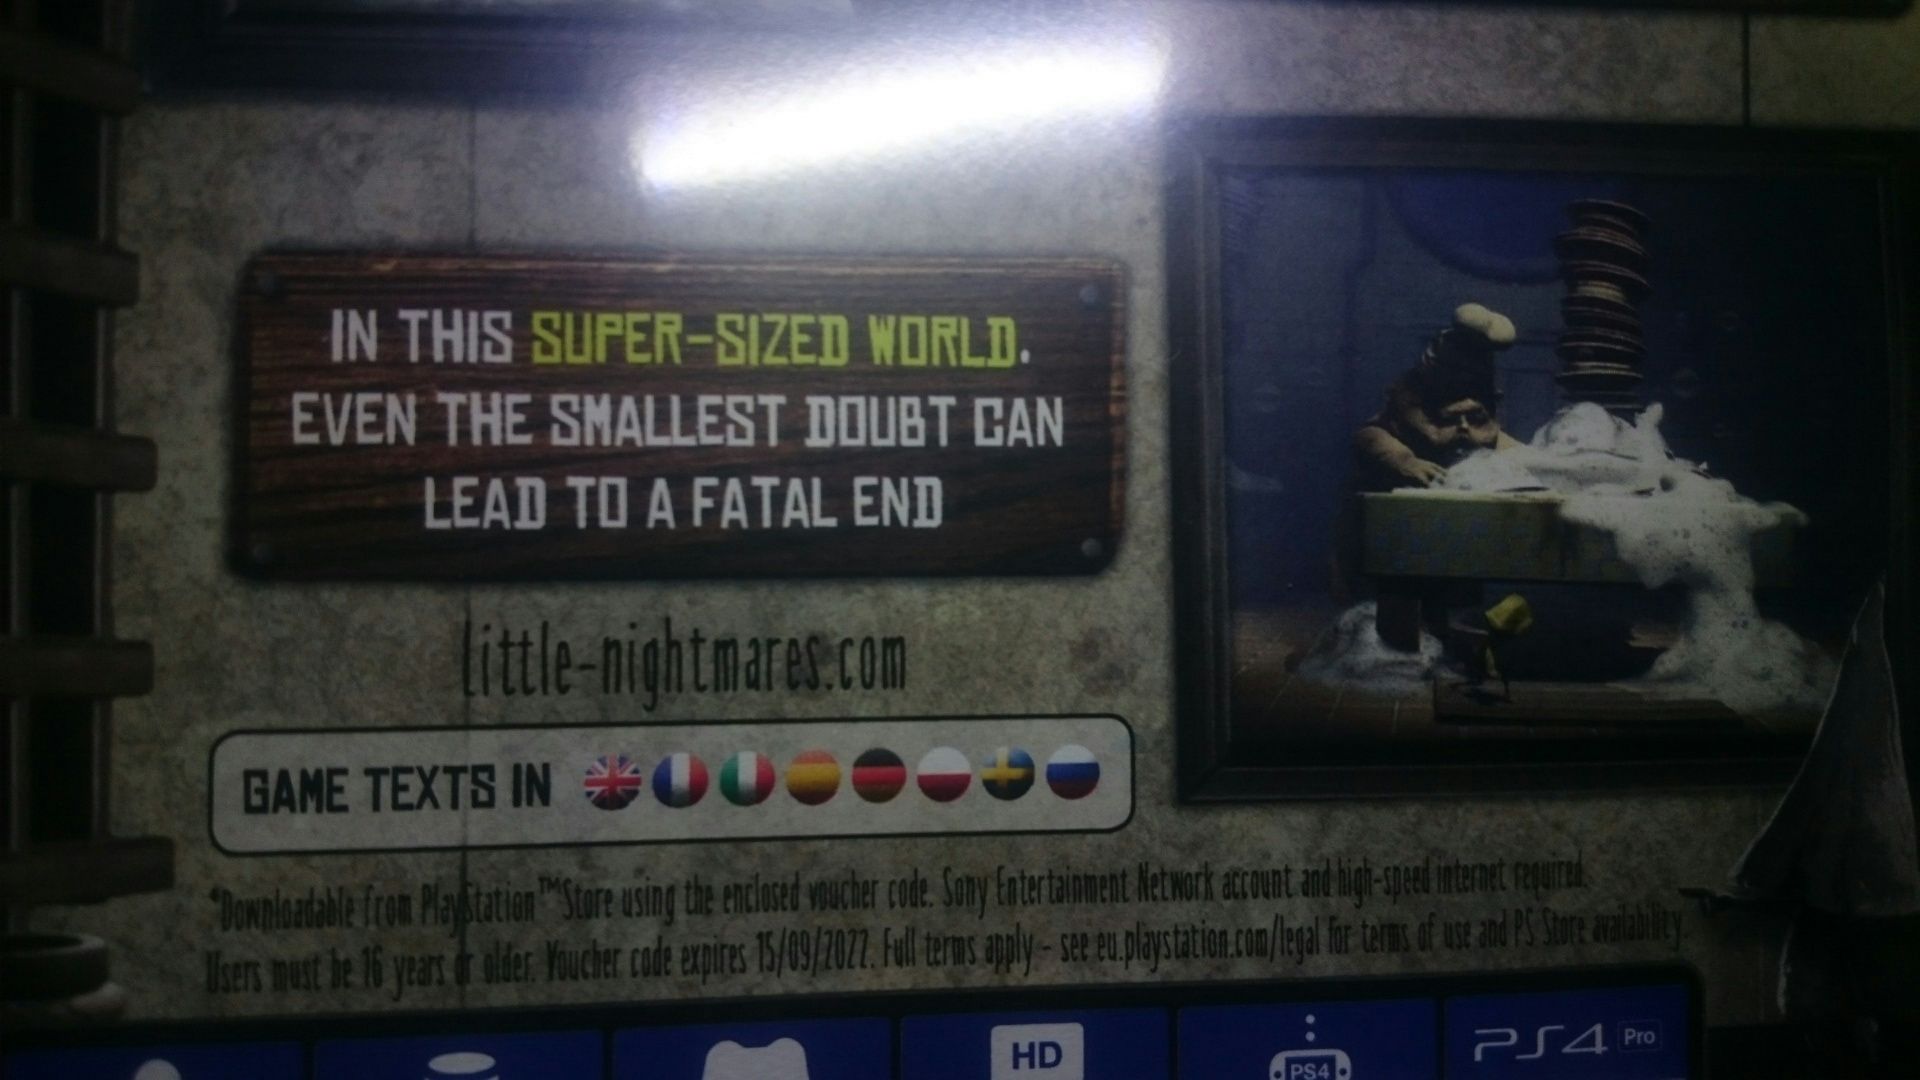 IN THIS SUPER-SIZED WORLD.
EVEN THE SMALLEST DOUBT CAN
LEAD TO A FATAL END
little-nightmares.com
GAME TEXTS IN
*Downloadable from PlayStation™Store using the enclosed voucher code. Sony Entertainment Network account and high-speed internet required.
Users must be 16 years or older. Voucher code expires 15/09/2022. Full terms apply - see eu.playstation.com/legal for terms of use and PS Store availability.
HD
PS4
PS4 Pro